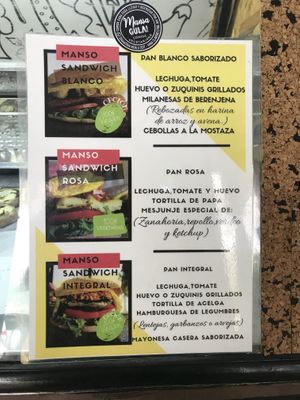 Mansa
GULA!
MANSO
SANDWICH
BLANCO
PAN BLANCO SABORIZADO
LECHUGA,TOMATE
HUEVO O ZUQUINIS GRILLADOS
MILANESAS DE BERENJENA
(Rebozadas en harina
de arroz y avena.)
CEBOLLAS A LA MOSTAZA
MANSO
SANDWICH
ROSA
PAN ROSA
LECHUGA,TOMATE Y HUEVO
TORTILLA DE PAPA
MESJUNJE ESPECIAL DE:
(Zanahoria,repollo,verdeo
y ketchup)
MANSO
SANDWICH
INTEGRAL
PAN INTEGRAL
LECHUGA,TOMATE
HUEVO O ZUQUINIS GRILLADOS
TORTILLA DE ACELGA
HAMBURGUESA DE LEGUMBRES
(Lentejas, garbanzos o arvejas)
MAYONESA CASERA SABORIZADA